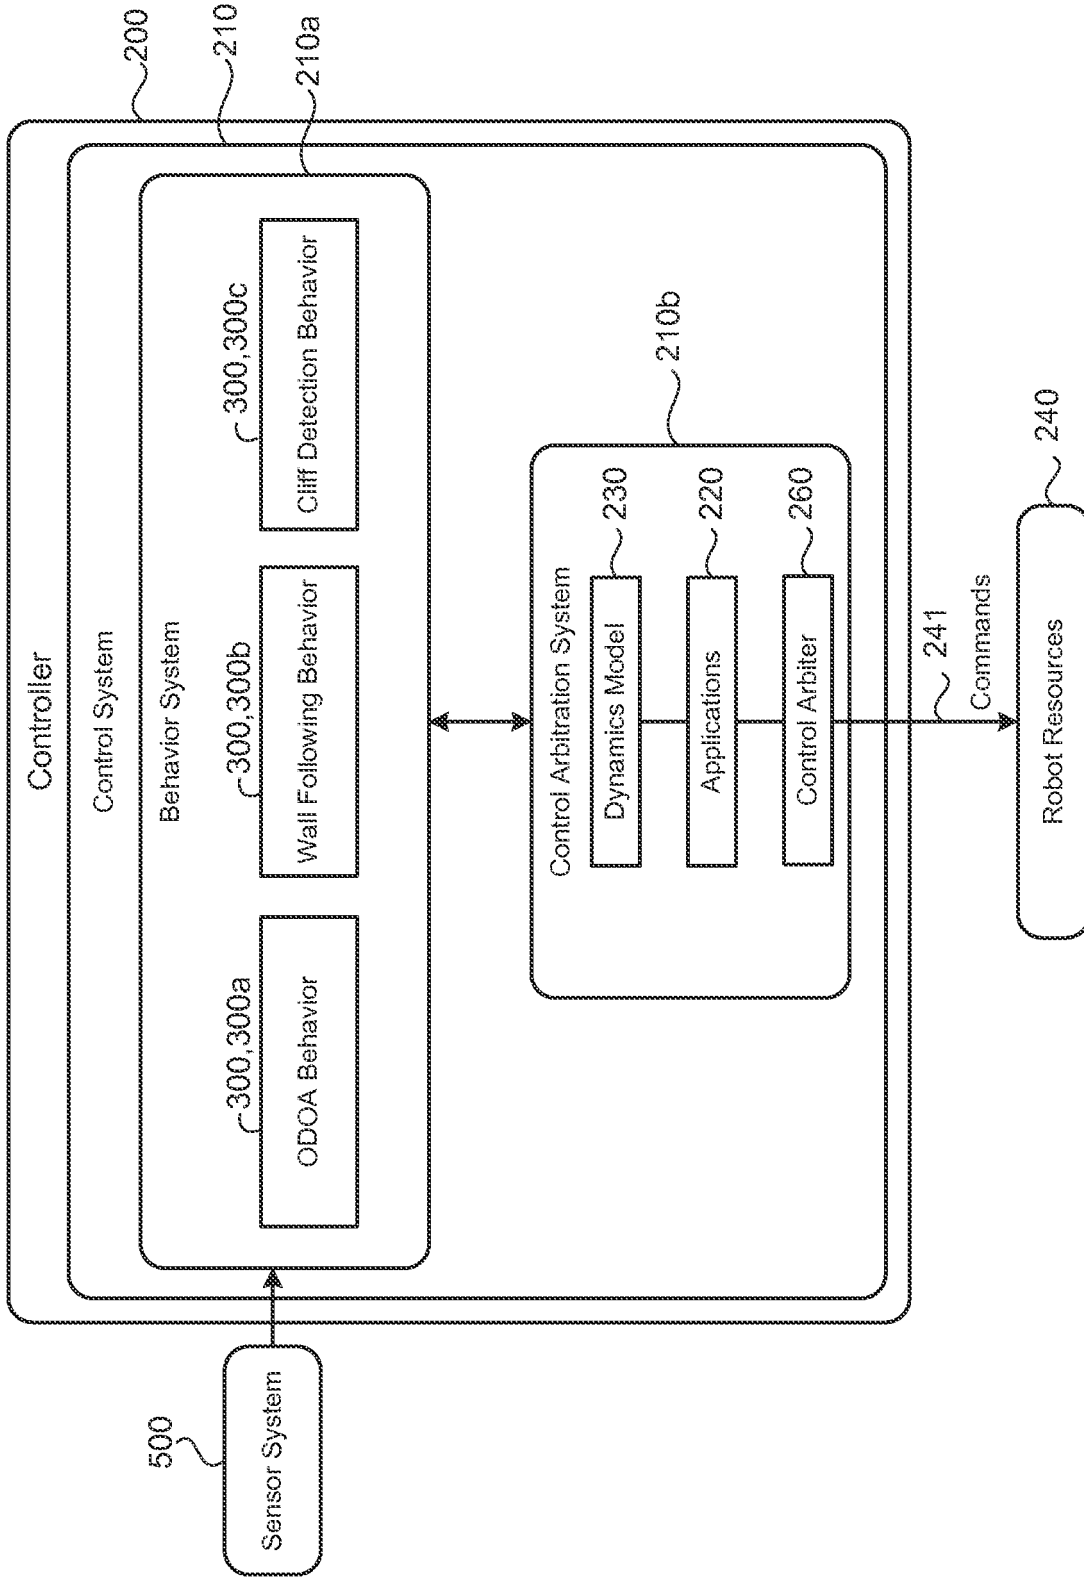 200
210
210a
Controller
Control System
Behavior System
300,300a
300,300b
300,300c
ODOA Behavior
Wall Following Behavior
Cliff Detection Behavior
500
Sensor System
210b
Control Arbitration System
Dynamics Model
230
Applications
220
Control Arbiter
260
241
Commands
240
Robot Resources